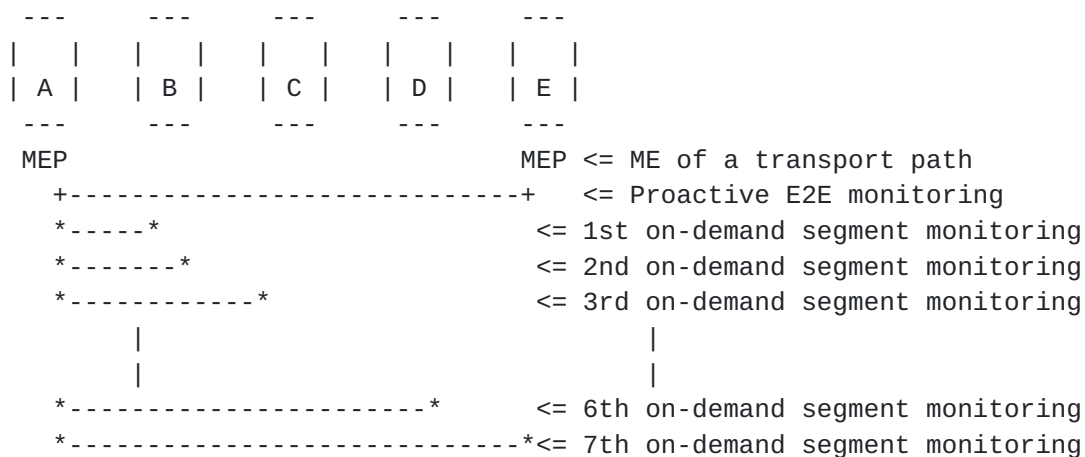 ---     ---     ---     ---     ---
|   |   |   |   |   |   |   |   |   |
| A |   | B |   | C |   | D |   | E |
 ---     ---     ---     ---     ---
 MEP                             MEP <= ME of a transport path
   +-----------------------------+   <= Proactive E2E monitoring
   *-----*                        <= 1st on-demand segment monitoring
   *-------*                      <= 2nd on-demand segment monitoring
   *------------*                 <= 3rd on-demand segment monitoring
        |                                |
        |                                |
   *-----------------------*      <= 6th on-demand segment monitoring
   *-----------------------------*<= 7th on-demand segment monitoring